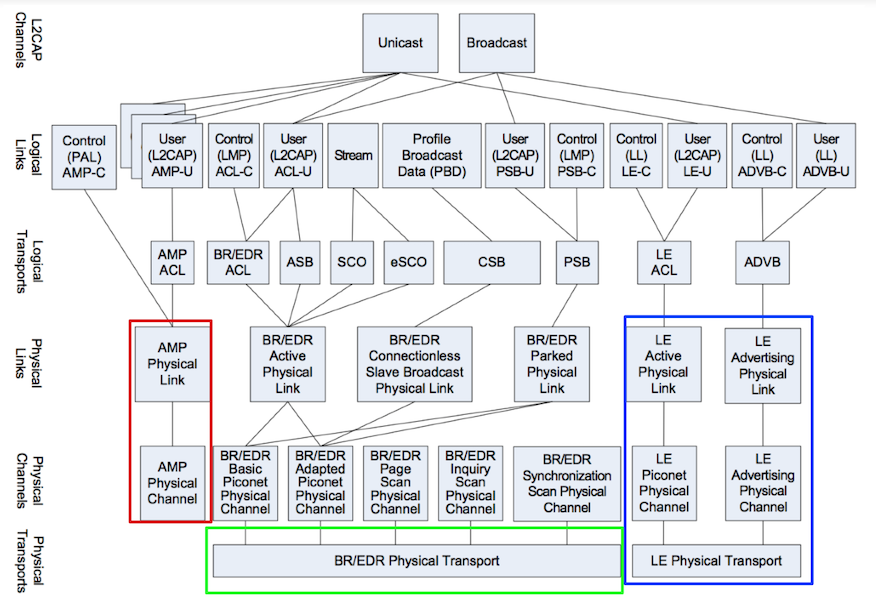 L2CAP
Channels
Unicast
Broadcast
Logical
Links
Control
(PAL)
AMP-C
User
(L2CAP)
AMP-U
Control
(LMP)
ACL-C
User
(L2CAP)
ACL-U
Stream
Profile
Broadcast
Data (PBD)
User
(L2CAP)
PSB-U
Control
(LMP)
PSB-C
Control
(LL)
LE-C
User
(L2CAP)
LE-U
Control
(LL)
ADVB-C
User
(LL)
ADVB-U
Logical
Transports
AMP
ACL
BR/EDR
ACL
ASB
SCO
eSCO
CSB
PSB
LE
ACL
ADVB
Physical
Links
AMP
Physical
Link
BR/EDR
Active
Physical
Link
BR/EDR
Connectionless
Slave Broadcast
Physical Link
BR/EDR
Parked
Physical
Link
LE
Active
Physical
Link
LE
Advertising
Physical
Link
Physical
Channels
AMP
Physical
Channel
BR/EDR
Basic
Piconet
Physical
Channel
BR/EDR
Adapted
Piconet
Physical
Channel
BR/EDR
Page
Scan
Physical
Channel
BR/EDR
Inquiry
Scan
Physical
Channel
BR/EDR
Synchronization
Scan Physical
Channel
LE
Piconet
Physical
Channel
LE
Advertising
Physical
Channel
Physical
Transports
BR/EDR Physical Transport
LE Physical Transport